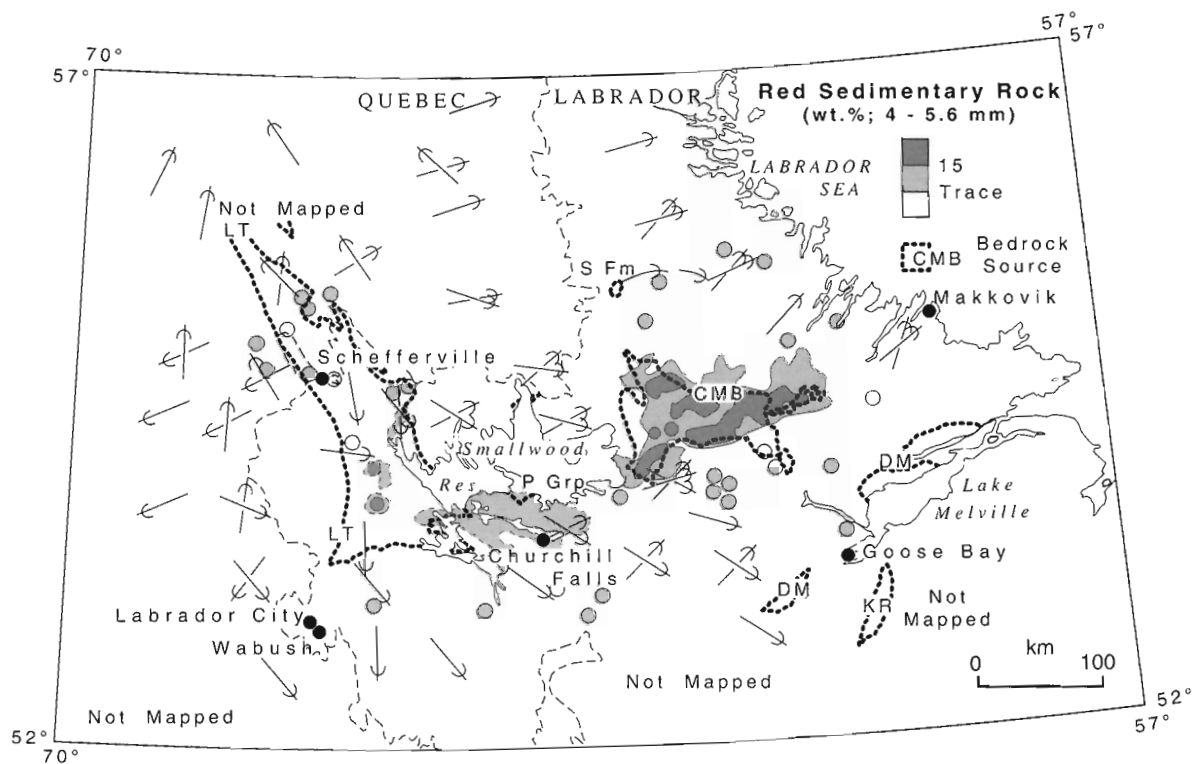 57°
57°
70°
57°
QUEBEC
LABRADOR
Red Sedimentary Rock
(wt.%; 4 - 5.6 mm)
15
Trace
LABRADOR
SEA
Not Mapped
LT
CMB
Bedrock
Source
S Fm
Makkovik
Schefferville
CMB
Smallwood
Res
P Grp
DM
Lake
Melville
LT
Churchill
Falls
Goose Bay
DM
KR
Not
Mapped
Labrador City
Wabush
km
0
100
Not Mapped
Not Mapped
52°
57°
52°
70°